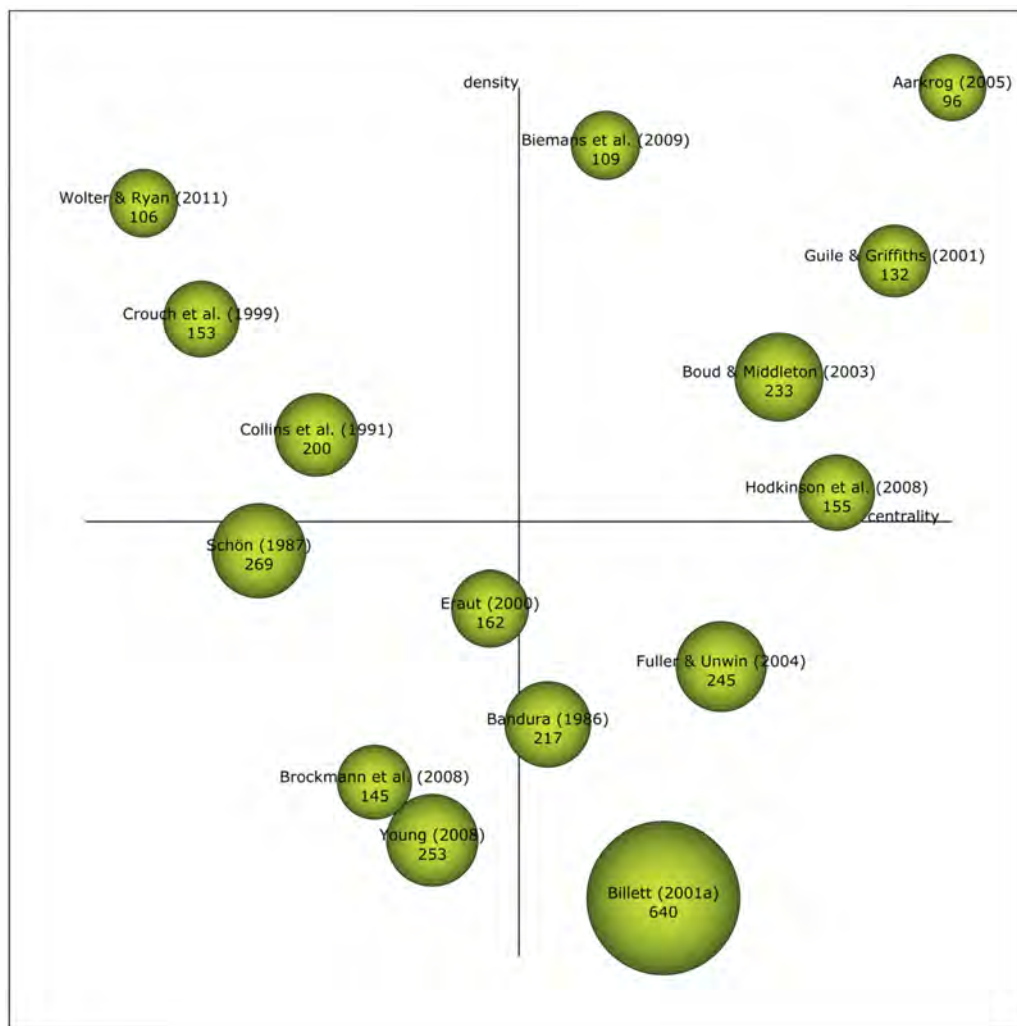 density
Aarkrog (2005)
96
Biemans et al. (2009)
109
Wolter & Ryan (2011)
106
Guile & Griffiths (2001)
132
Crouch et al. (1999)
153
Boud & Middleton (2003)
233
Collins et al. (1991)
200
Hodkinson et al. (2008)
155
centrality
Schön (1987)
269
Eraut (2000)
162
Fuller & Unwin (2004)
245
Bandura (1986)
217
Brockmann et al. (2008)
145
Young (2008)
253
Billett (2001a)
640